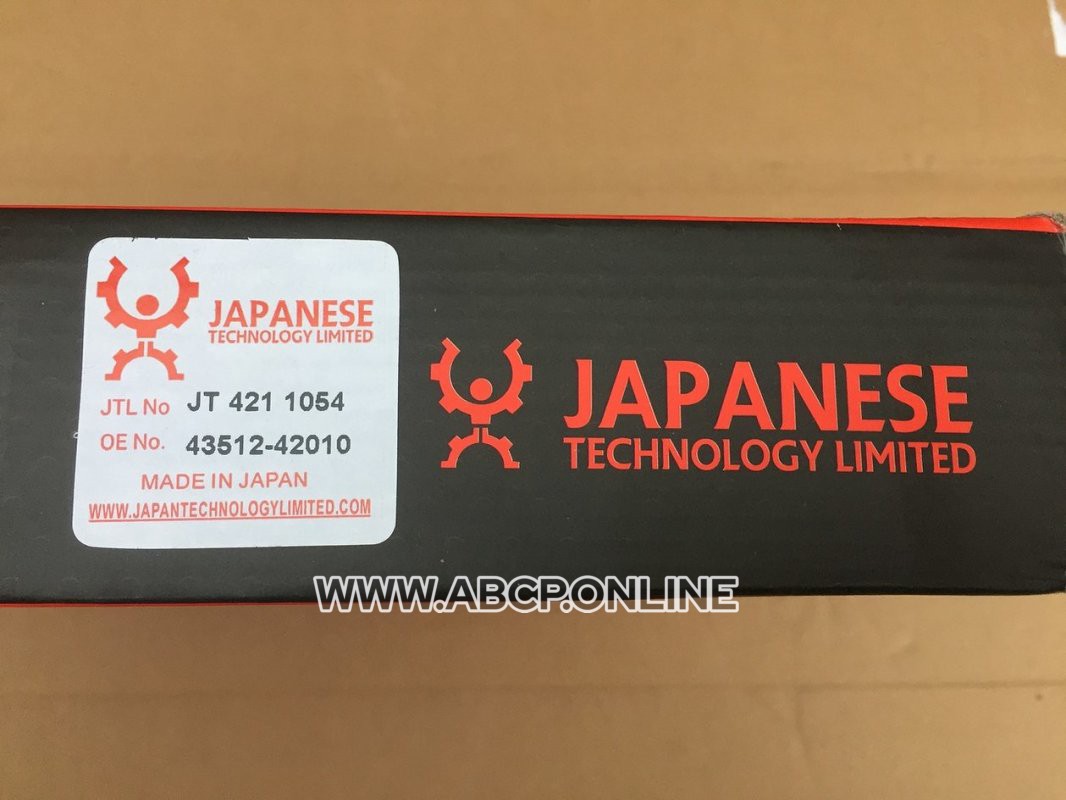 JAPANESE
TECHNOLOGY LIMITED
JTL No JT 421 1054
OE No. 43512-42010
MADE IN JAPAN
WWW.JAPANTECHNOLOGYLIMITED.COM
JAPANESE
TECHNOLOGY LIMITED
WWW.ABCP.ONLINE